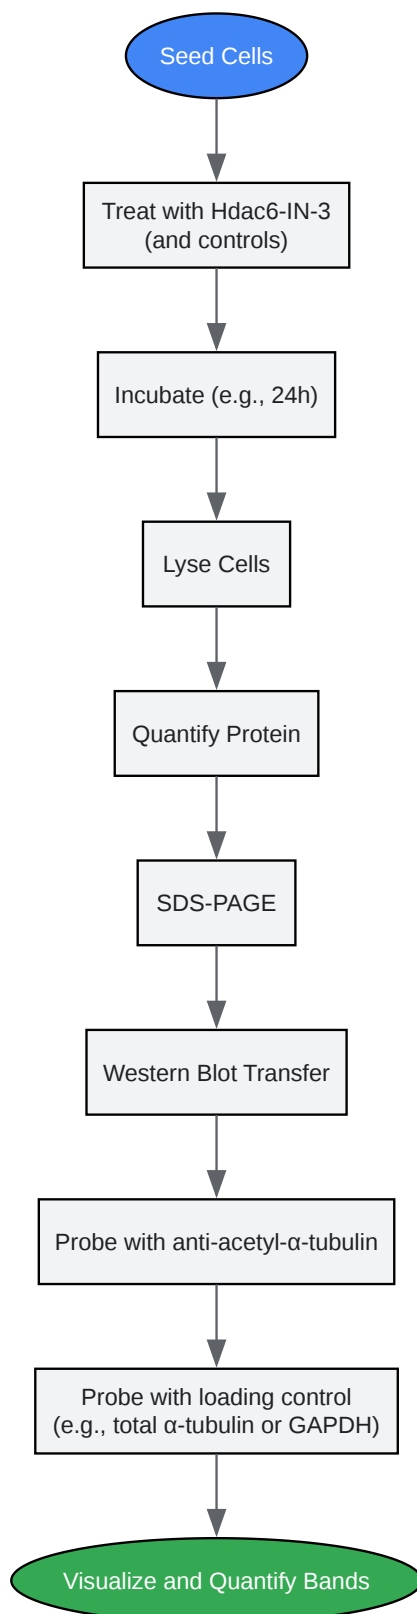 Seed Cells
Treat with Hdac6-IN-3
(and controls)
Incubate (e.g., 24h)
Lyse Cells
Quantify Protein
SDS-PAGE
Western Blot Transfer
Probe with anti-acetyl-α-tubulin
Probe with loading control
(e.g., total α-tubulin or GAPDH)
Visualize and Quantify Bands